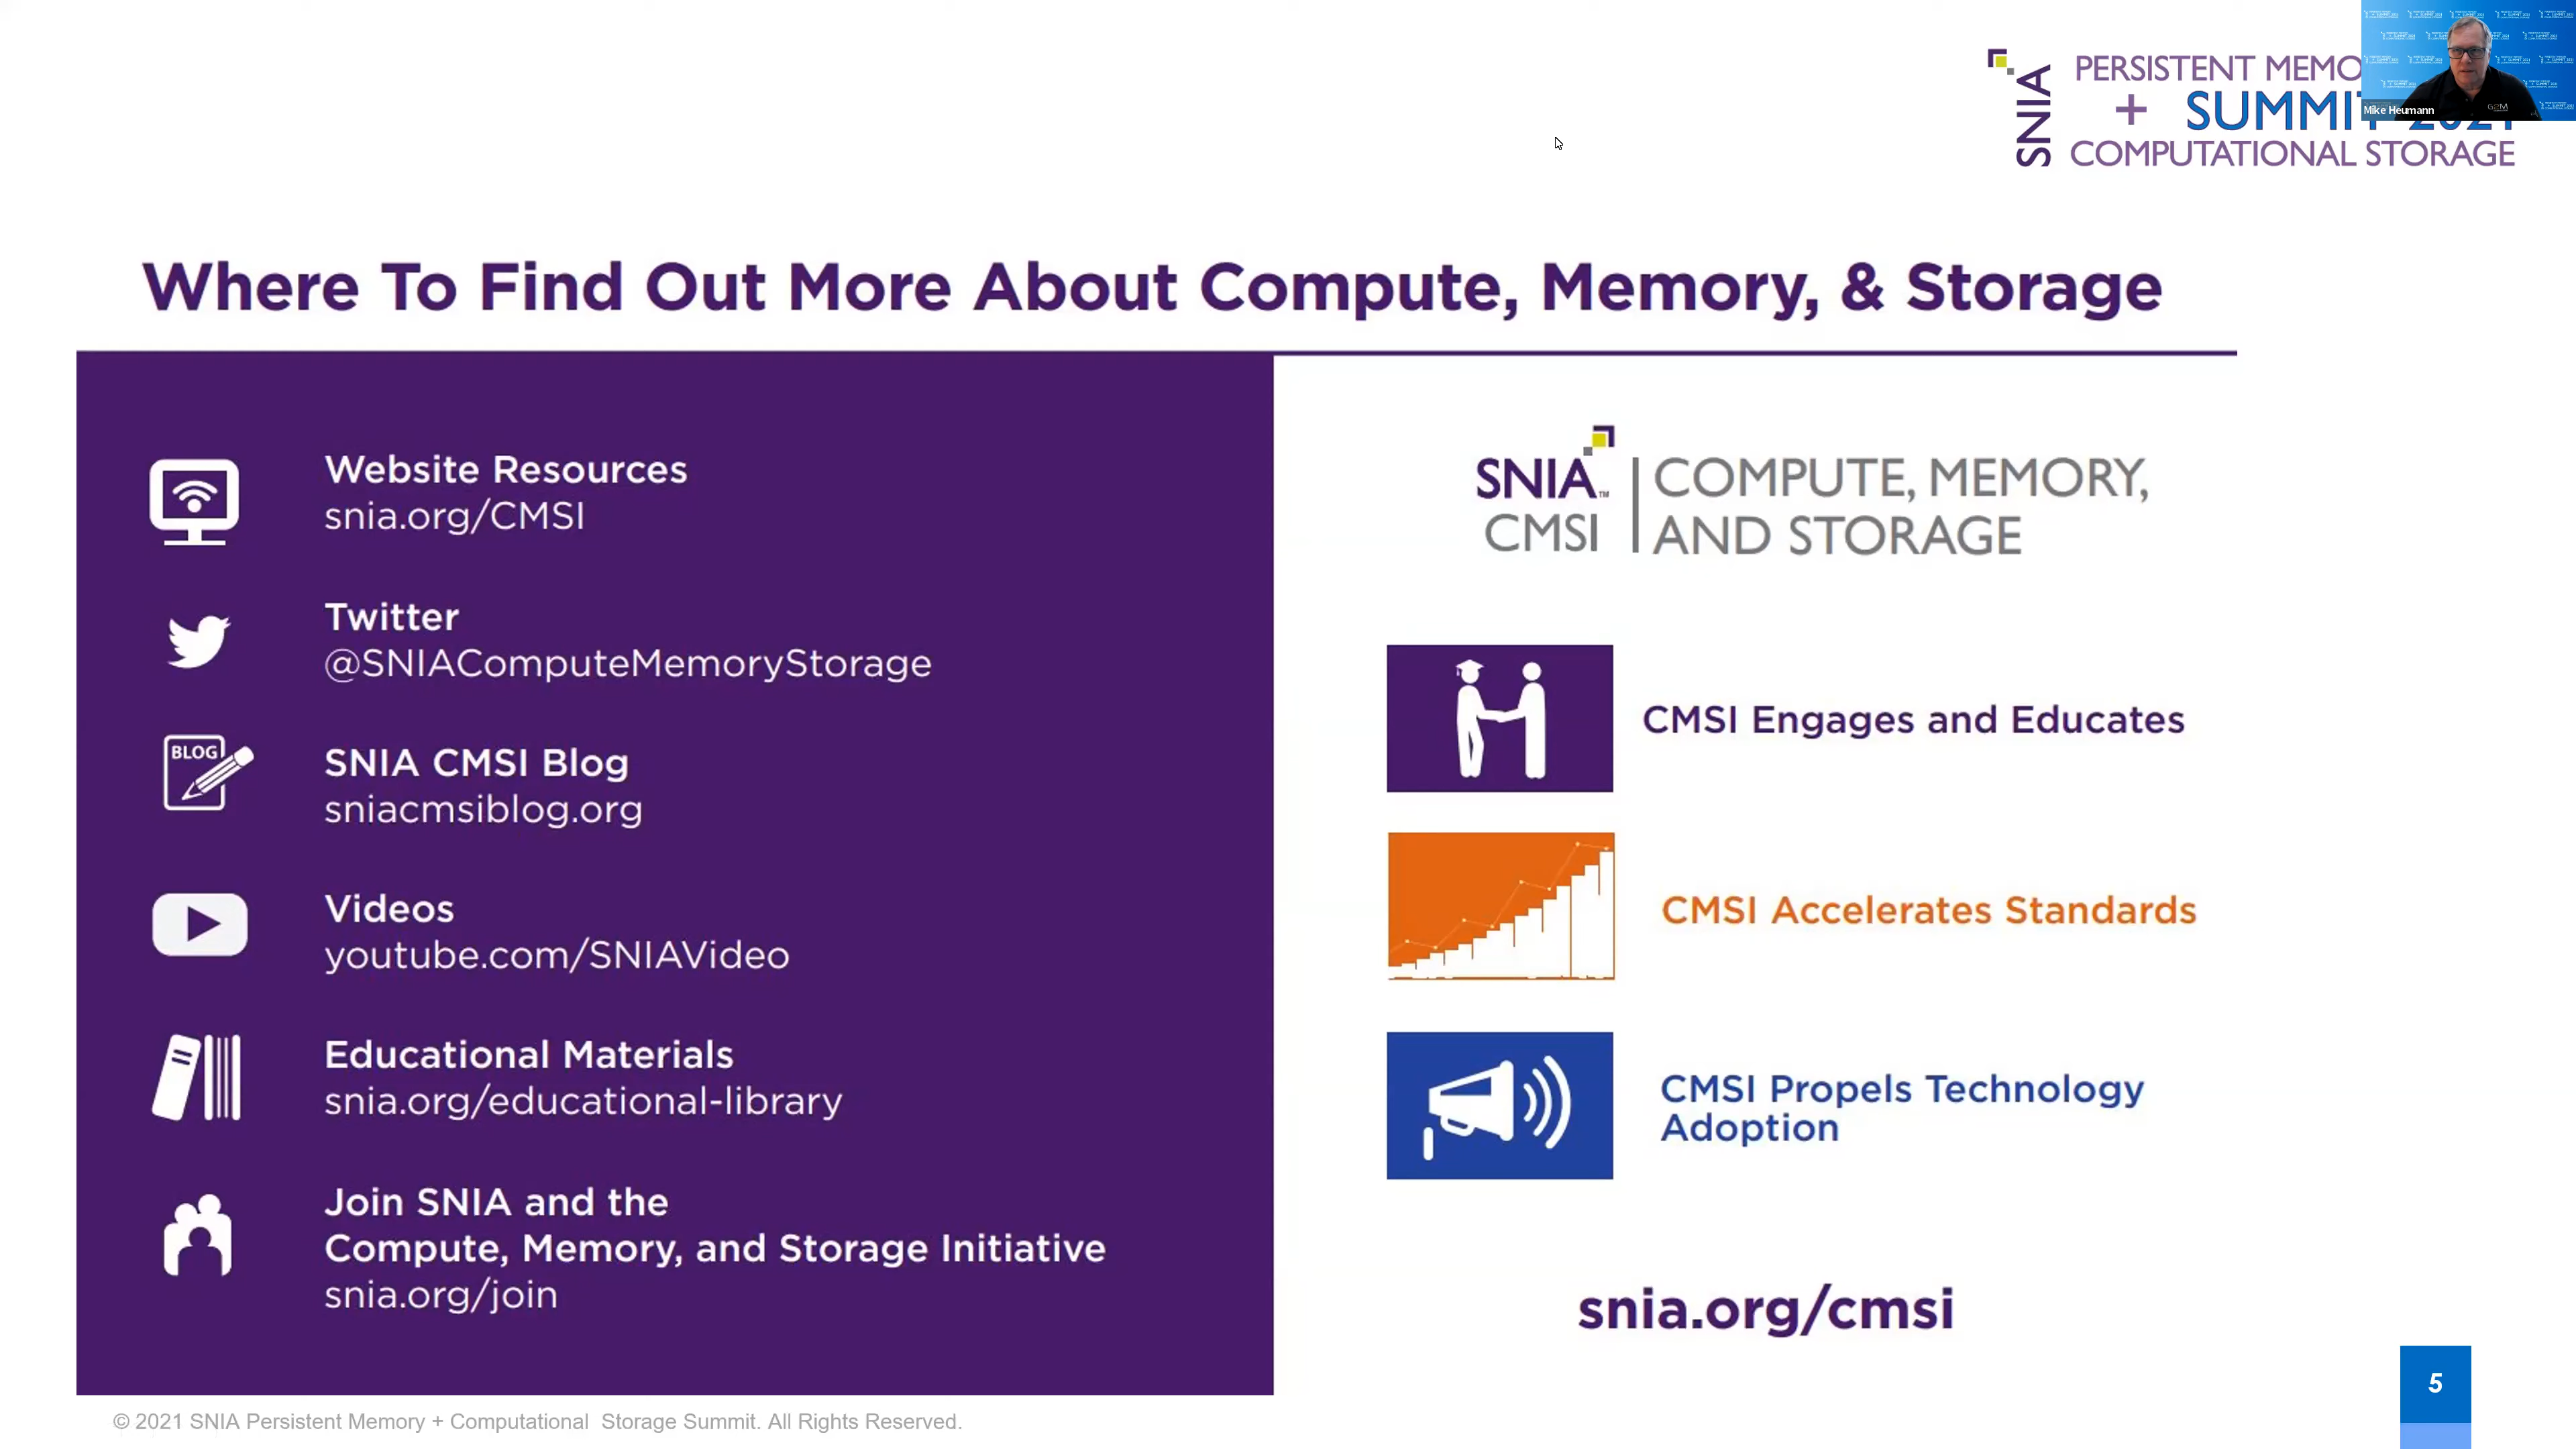 SNIA
PERSISTENT MEMO
+ SUMMIT 2021
COMPUTATIONAL STORAGE
Mike Heumann
G2M
Where To Find Out More About Compute, Memory, & Storage
Website Resources
snia.org/CMSI
Twitter
@SNIAComputeMemoryStorage
BLOG
SNIA CMSI Blog
sniacmsiblog.org
Videos
youtube.com/SNIAVideo
Educational Materials
snia.org/educational-library
Join SNIA and the
Compute, Memory, and Storage Initiative
snia.org/join
SNIA™
CMSI
COMPUTE, MEMORY,
AND STORAGE
CMSI Engages and Educates
CMSI Accelerates Standards
CMSI Propels Technology
Adoption
snia.org/cmsi
© 2021 SNIA Persistent Memory + Computational Storage Summit. All Rights Reserved.
5